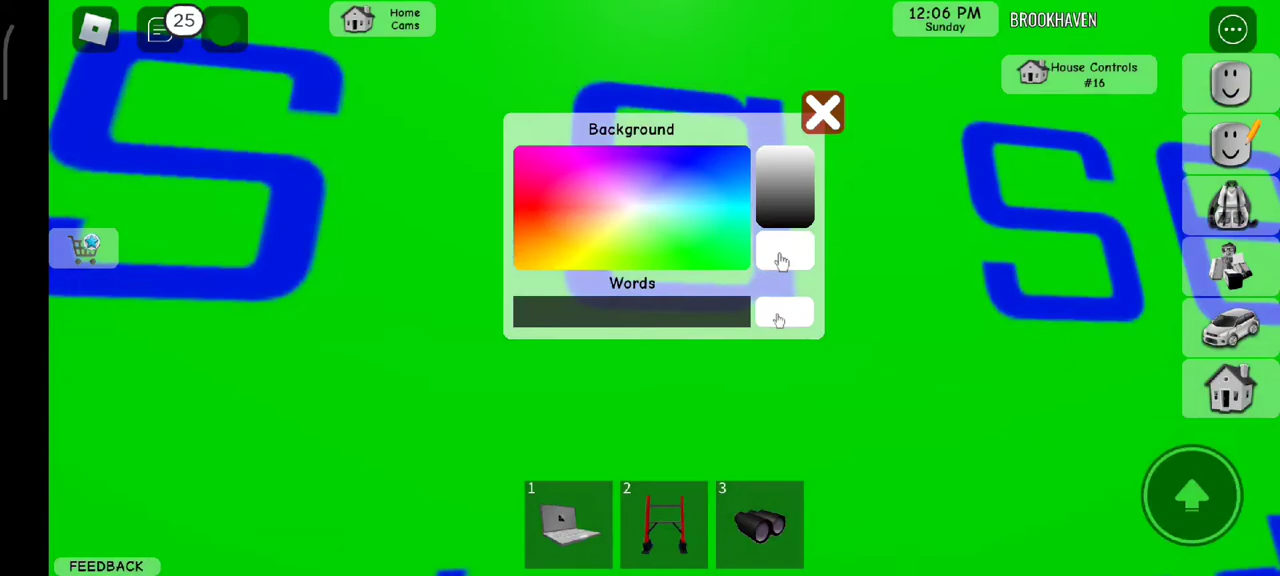 25
Home
Cams
12:06 PM
Sunday
BROOKHAVEN
House Controls
#16
Background
Words
S
S
1
2
3
FEEDBACK